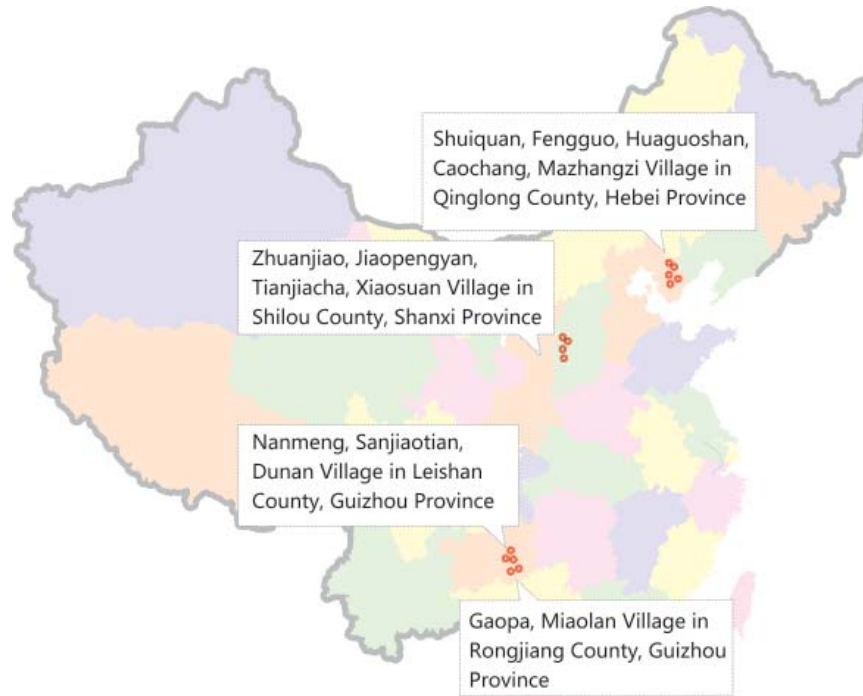 Shuiquan, Fengguo, Huaguoshan,
Caochang, Mazhangzi Village in
Qinglong County, Hebei Province
Zhuanjiao, Jiaopengyan,
Tianjiacha, Xiaosuan Village in
Shilou County, Shanxi Province
Nanmeng, Sanjiaotian,
Dunan Village in Leishan
County, Guizhou Province
Gaopa, Miaolan Village in
Rongjiang County, Guizhou
Province